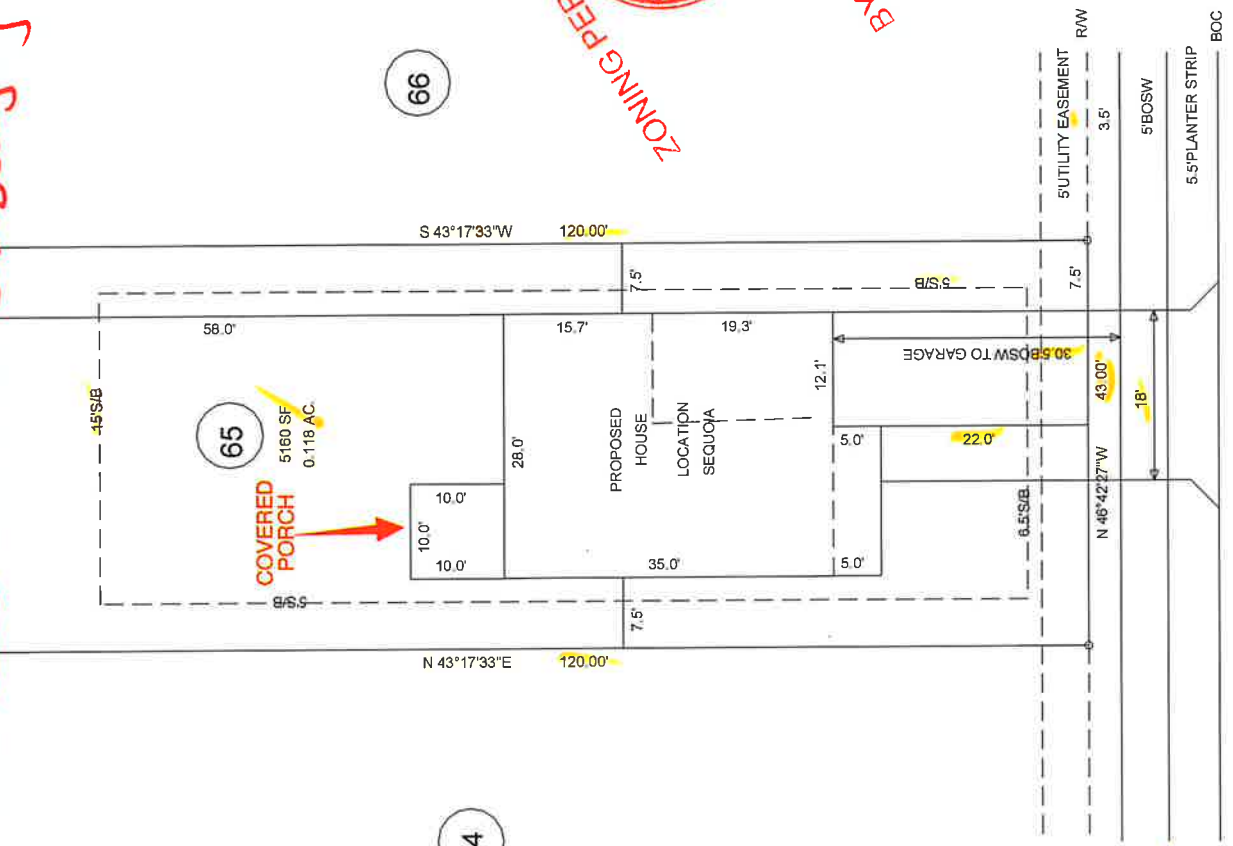 66
ZONING PER
BY
S 43°17'33"W 120.00'
5'UTILITY EASEMENT
R/W
3.5'
5'BOSW
5.5'PLANTER STRIP
BOC
7.5'
5'S/B
7.5'
58.0'
15.7'
19.3'
15'S/B
65
5160 SF
0.118 AC.
COVERED
PORCH
10.0'
10.0'
10.0'
28.0'
PROPOSED
HOUSE
LOCATION
SEQUOIA
12.1'
30.5'BOSW TO GARAGE
43.00'
18'
5.0'
22.0'
35.0'
5.0'
6.5'S/B
N 46°42'27"W
5'S/B
7.5'
N 43°17'33"E 120.00'
4